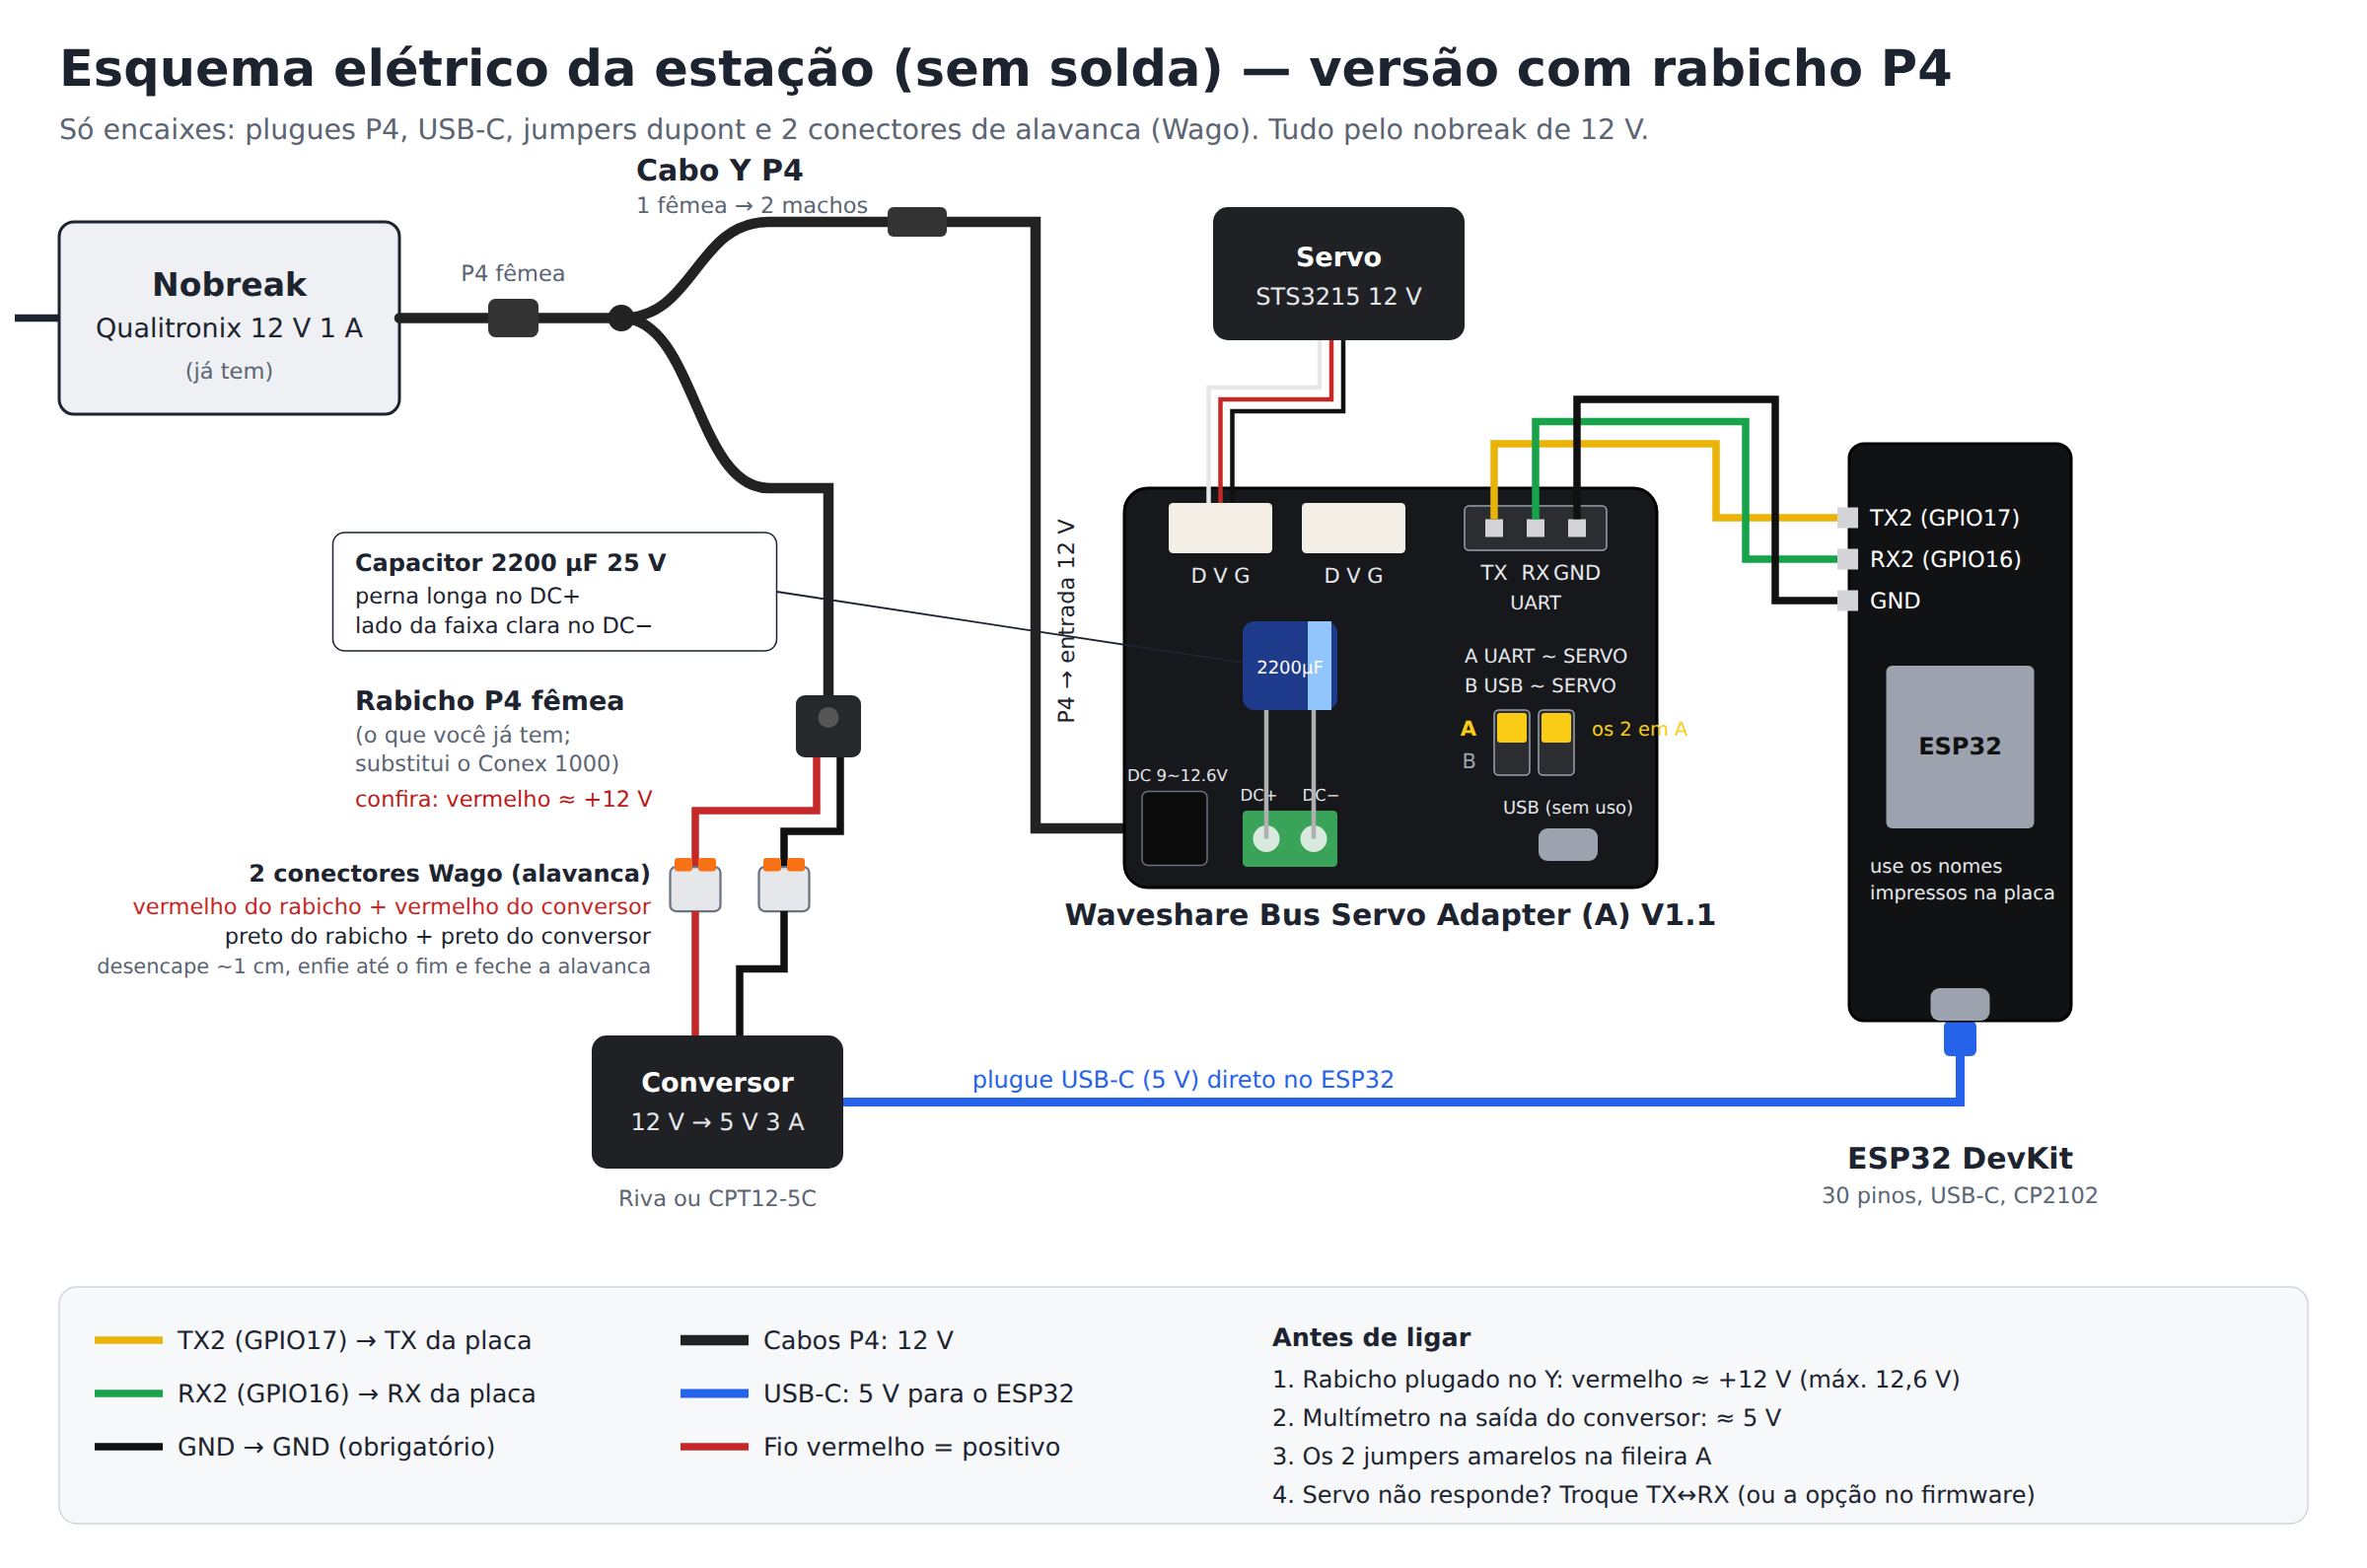 Esquema elétrico da estação (sem solda) — versão com rabicho P4
Só encaixes: plugues P4, USB-C, jumpers dupont e 2 conectores de alavanca (Wago). Tudo pelo nobreak de 12 V.
Cabo Y P4
1 fêmea → 2 machos
Nobreak
Qualitronix 12 V 1 A
(já tem)
P4 fêmea
Servo
STS3215 12 V
Capacitor 2200 µF 25 V
perna longa no DC+
lado da faixa clara no DC−
P4 → entrada 12 V
D V G
D V G
TX RX GND
UART
A UART ~ SERVO
B USB ~ SERVO
A
B
os 2 em A
2200µF
DC 9~12.6V
DC+
DC−
USB (sem uso)
Waveshare Bus Servo Adapter (A) V1.1
TX2 (GPIO17)
RX2 (GPIO16)
GND
ESP32
use os nomes
impressos na placa
Rabicho P4 fêmea
(o que você já tem;
substitui o Conex 1000)
confira: vermelho ≈ +12 V
2 conectores Wago (alavanca)
vermelho do rabicho + vermelho do conversor
preto do rabicho + preto do conversor
desencape ~1 cm, enfie até o fim e feche a alavanca
Conversor
12 V → 5 V 3 A
Riva ou CPT12-5C
plugue USB-C (5 V) direto no ESP32
ESP32 DevKit
30 pinos, USB-C, CP2102
TX2 (GPIO17) → TX da placa
RX2 (GPIO16) → RX da placa
GND → GND (obrigatório)
Cabos P4: 12 V
USB-C: 5 V para o ESP32
Fio vermelho = positivo
Antes de ligar
1. Rabicho plugado no Y: vermelho ≈ +12 V (máx. 12,6 V)
2. Multímetro na saída do conversor: ≈ 5 V
3. Os 2 jumpers amarelos na fileira A
4. Servo não responde? Troque TX↔RX (ou a opção no firmware)